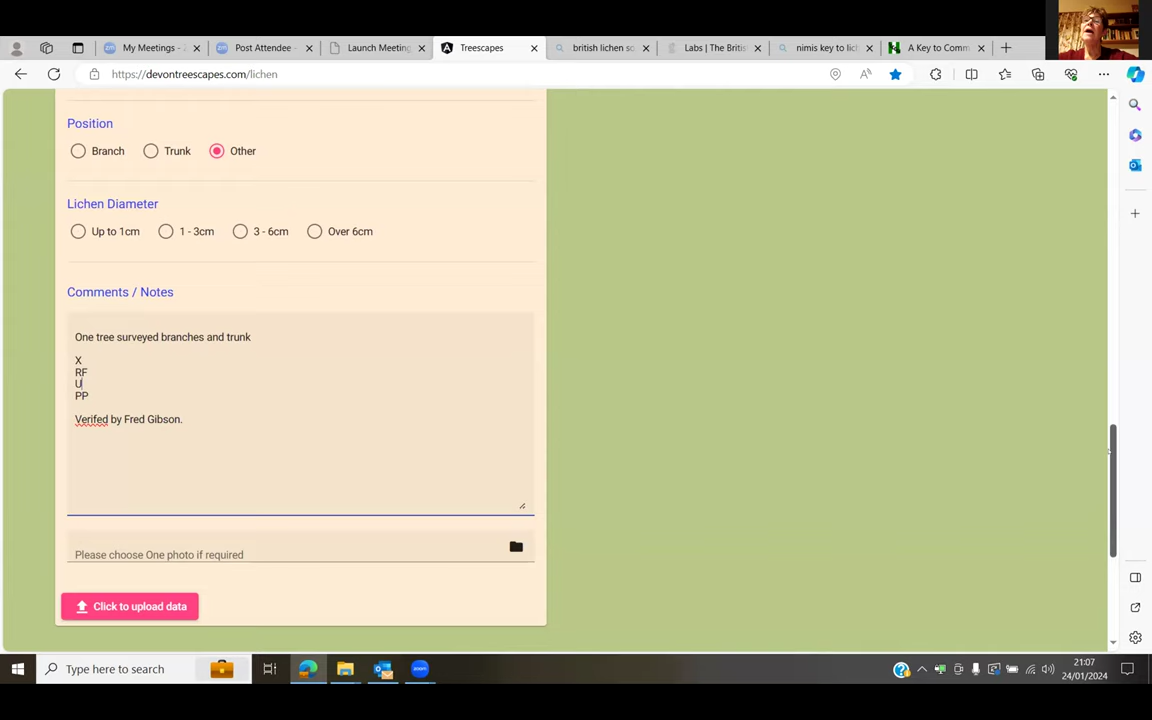 My Meetings - Z
Post Attendee -
Launch Meeting
Treescapes
british lichen so
Labs | The Briti
nimis key to lich
A Key to Comm
https://devontreescapes.com/lichen
Position
Branch
Trunk
Other
Lichen Diameter
Up to 1cm
1 - 3cm
3 - 6cm
Over 6cm
Comments / Notes
One tree surveyed branches and trunk
X
RF
U
PP
Verifed by Fred Gibson.
Please choose One photo if required
Click to upload data
Type here to search
zoom
21:07
24/01/2024